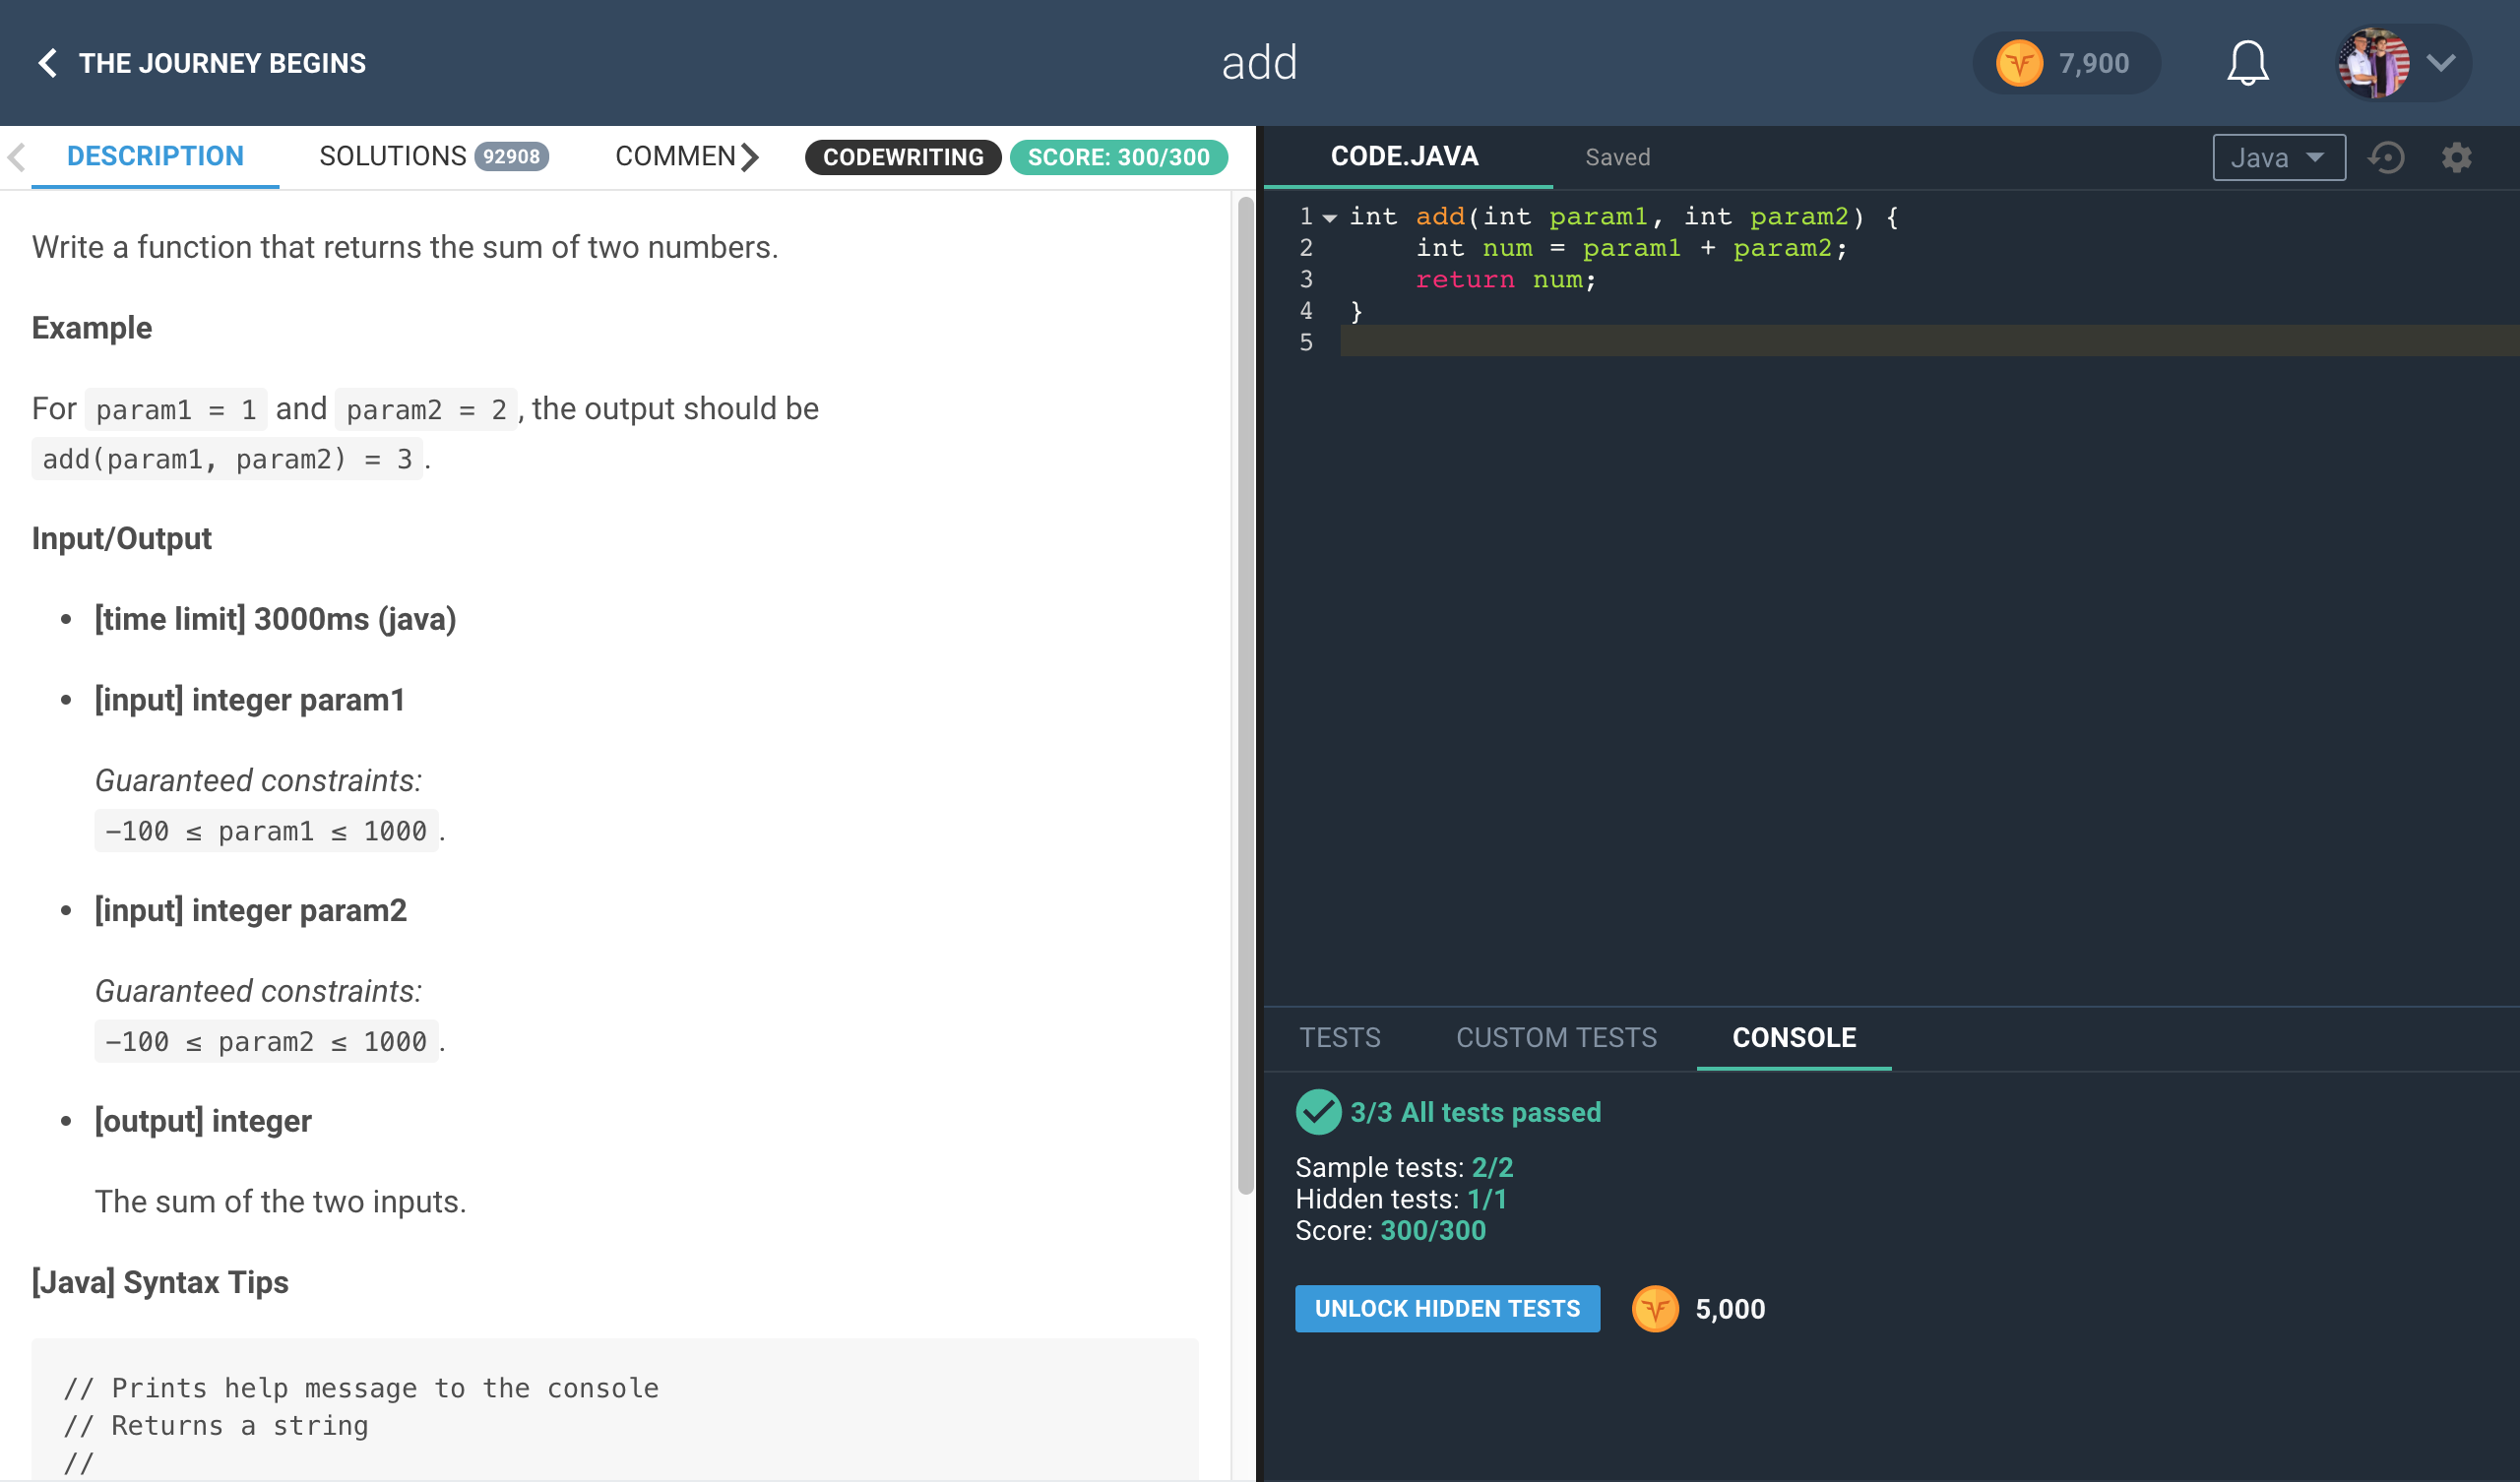 THE JOURNEY BEGINS
add
7,900
DESCRIPTION
SOLUTIONS 92908
COMMEN
CODEWRITING
SCORE: 300/300
Write a function that returns the sum of two numbers.
Example
For param1 = 1 and param2 = 2, the output should be
add(param1, param2) = 3.
Input/Output
• [time limit] 3000ms (java)
• [input] integer param1
Guaranteed constraints:
-100 ≤ param1 ≤ 1000.
• [input] integer param2
Guaranteed constraints:
-100 ≤ param2 ≤ 1000.
• [output] integer
The sum of the two inputs.
[Java] Syntax Tips
// Prints help message to the console
// Returns a string
//
CODE.JAVA
Saved
Java
1 int add(int param1, int param2) {
2     int num = param1 + param2;
3     return num;
4 }
5
TESTS
CUSTOM TESTS
CONSOLE
3/3 All tests passed
Sample tests: 2/2
Hidden tests: 1/1
Score: 300/300
UNLOCK HIDDEN TESTS
5,000